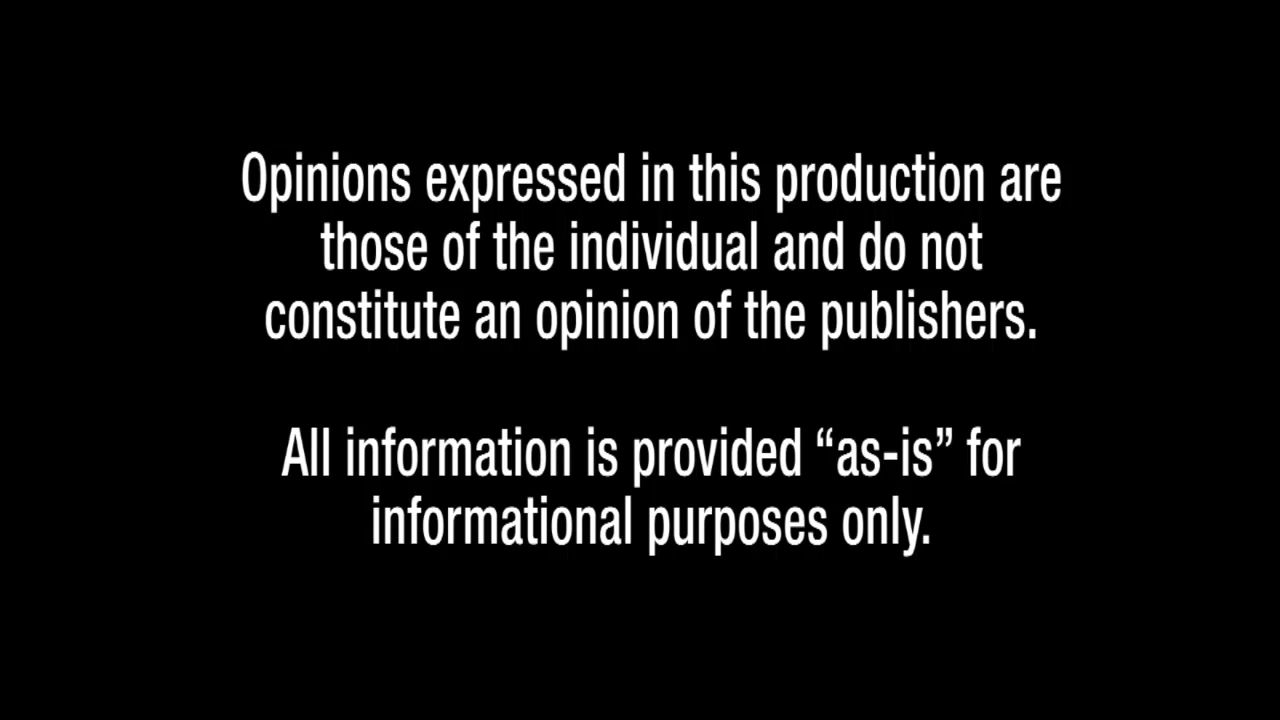 Opinions expressed in this production are
those of the individual and do not
constitute an opinion of the publishers.
All information is provided “as-is” for
informational purposes only.